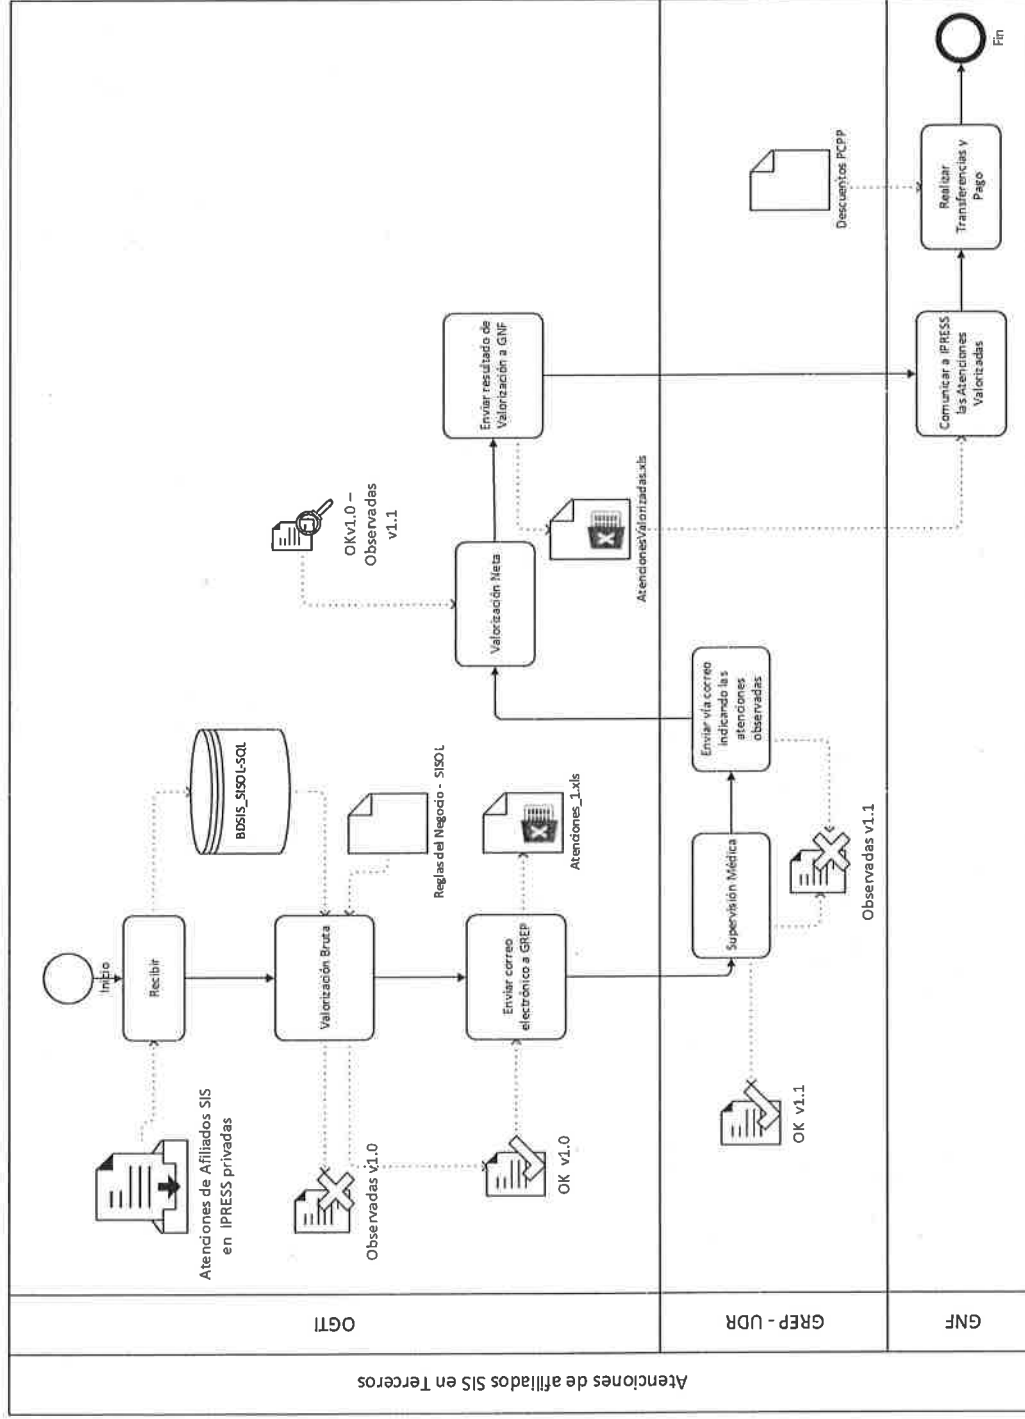 Atenciones de afiliados SIS en Terceros
OGTI
GREP - UDR
GNF
Inicio
Atenciones de Afiliados SIS
en IPRESS privadas
Recibir
BDSIS_SISOL-SQL
Valorización Bruta
Reglas del Negocio - SISOL
Observadas v1.0
OK v1.0
Enviar correo
electrónico a GREP
Atenciones_1.xls
OKv1.0 –
Observadas
v1.1
Valorización Neta
Enviar resultado de
Valorización a GNF
AtencionesValorizadas.xls
OK v1.1
Supervisión Médica
Enviar vía correo
indicando las
atenciones
observadas
Observadas v1.1
Descuentos PCPP
Comunicar a IPRESS
las Atenciones
Valorizadas
Realizar
Transferencias y
Pago
Fin